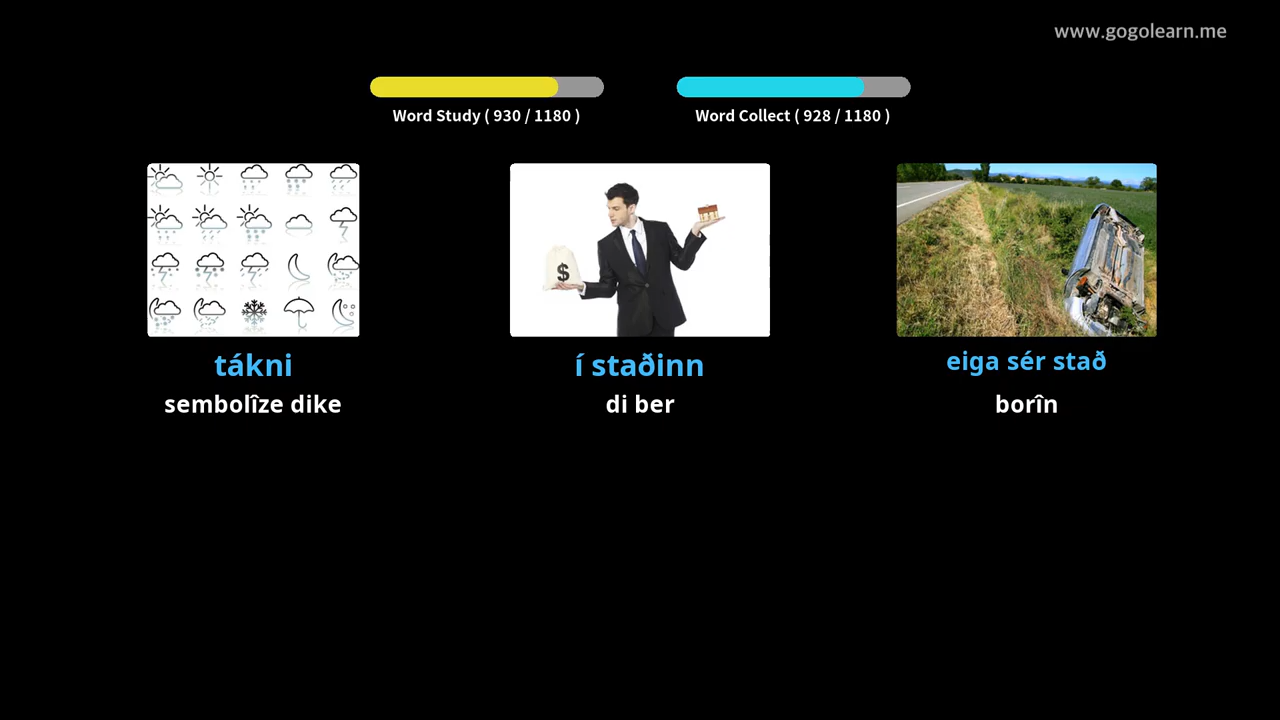 www.gogolearn.me
Word Study ( 930 / 1180 )
Word Collect ( 928 / 1180 )
$
tákni
í staðinn
eiga sér stað
sembolîze dike
di ber
borîn